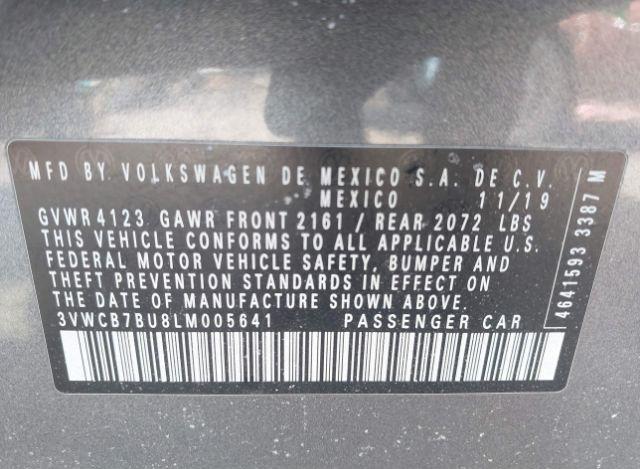 MFD BY VOLKSWAGEN DE MEXICO S.A. DE C.V.
MEXICO 11/19
GVWR 4123 GAWR FRONT 2161 / REAR 2072 LBS
THIS VEHICLE CONFORMS TO ALL APPLICABLE U.S.
FEDERAL MOTOR VEHICLE SAFETY, BUMPER AND
THEFT PREVENTION STANDARDS IN EFFECT ON
THE DATE OF MANUFACTURE SHOWN ABOVE.
3VWCB7BU8LM005641 PASSENGER CAR
4641593 3387 M